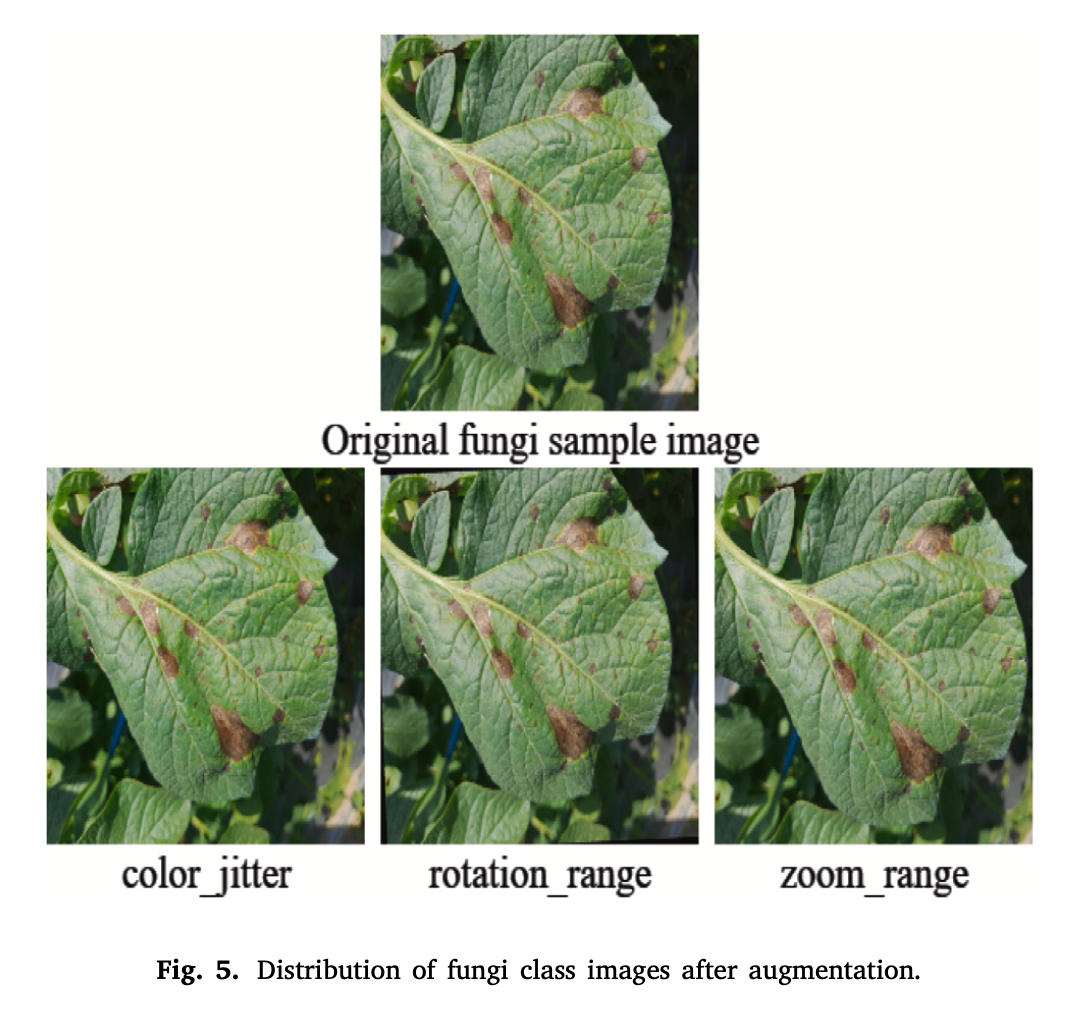 Original fungi sample image
color_jitter
rotation_range
zoom_range
Fig. 5. Distribution of fungi class images after augmentation.